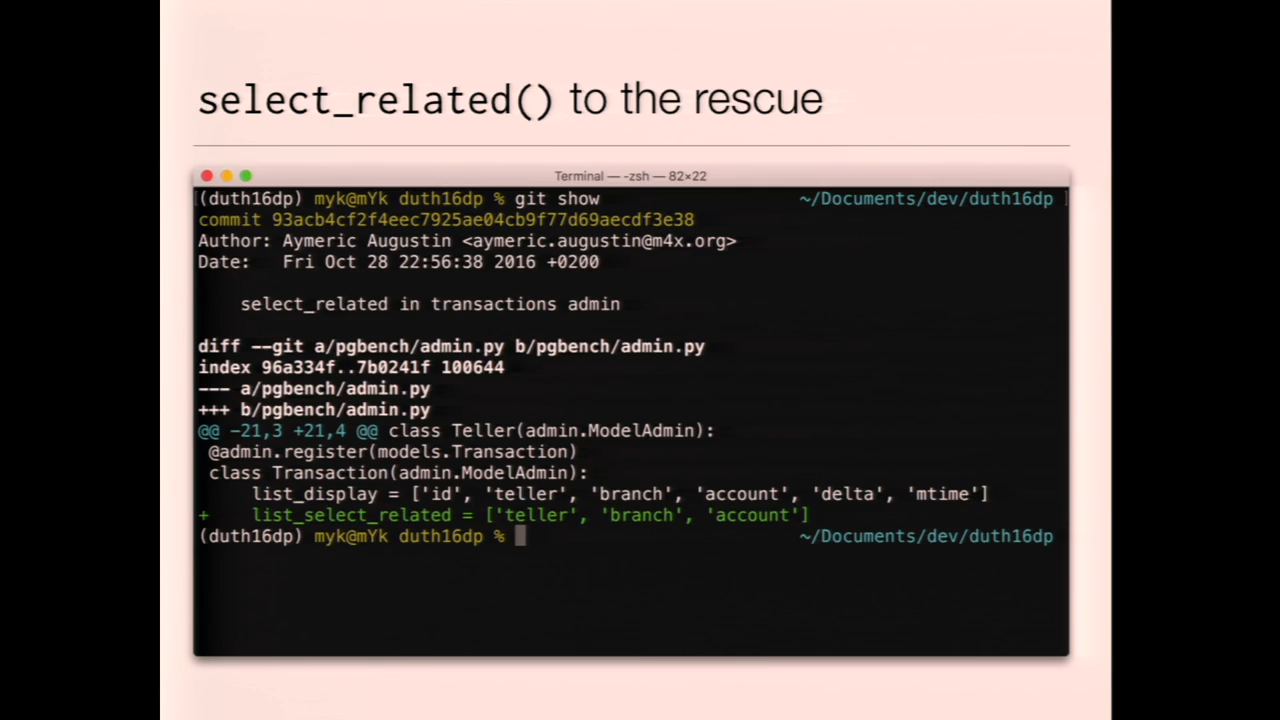 select_related() to the rescue
Terminal — -zsh — 82×22
(duth16dp) myk@mYk duth16dp % git show ~/Documents/dev/duth16dp
commit 93acb4cf2f4eec7925ae04cb9f77d69aecdf3e38
Author: Aymeric Augustin <aymeric.augustin@m4x.org>
Date:   Fri Oct 28 22:56:38 2016 +0200
select_related in transactions admin
diff --git a/pgbench/admin.py b/pgbench/admin.py
index 96a334f..7b0241f 100644
--- a/pgbench/admin.py
+++ b/pgbench/admin.py
@@ -21,3 +21,4 @@ class Teller(admin.ModelAdmin):
@admin.register(models.Transaction)
class Transaction(admin.ModelAdmin):
list_display = ['id', 'teller', 'branch', 'account', 'delta', 'mtime']
+    list_select_related = ['teller', 'branch', 'account']
(duth16dp) myk@mYk duth16dp % ~/Documents/dev/duth16dp